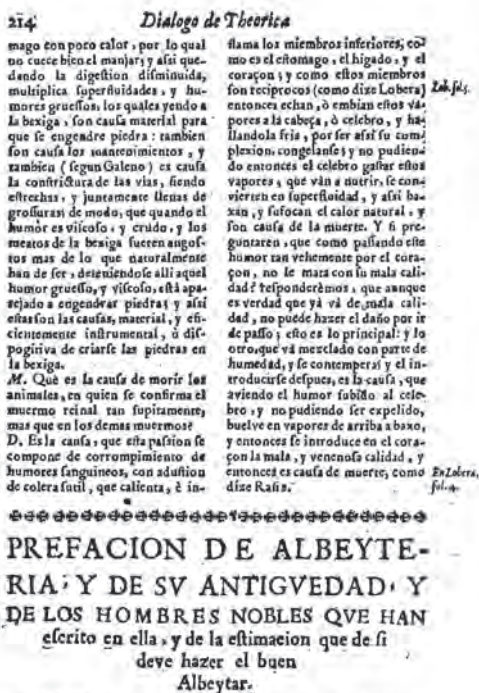 214 Dialogo de Theorica
mago con poco calor, por lo qual
no cuece bien el manjar; y assi que-
dando la digestion disminuida,
multiplica superfluidades, y hu-
mores gruessos, los quales yendo a
la bexiga, son causa material para
que se engendre piedra: tambien
son causa los mantenimientos, y
tambien (segun Galeno) es causa
la constrictura de las vias, siendo
estrechas, y juntamente llenas de
grossuras: de modo, que quando el
humor es viscoso, y crudo, y los
meatos de la bexiga fueren angos-
tos mas de lo que naturalmente
han de ser, deteniendose alli aquel
humor gruesso, y viscoso, està apa-
rejado a engendrar piedras; y assi
estas son las causas, material, y efi-
cientemente instrumental, ò dis-
pogitiva de criarse las piedras en
la bexiga.
M. Què es la causa de morir los
animales, en quien se confirma el
muermo reinal tan supitamente,
mas que en los demas muermos?
D. Es la causa, que esta passion se
compone de corrompimiento de
humores sanguineos, con adustion
de colera sutil, que calienta, è in-
flama los miembros inferiores, co-
mo es el estomago, el higado, y el
coraçon; y como estos miembros
son reciprocos (como dize Lobera)
entonces echan, ò embian estos va-
pores a la cabeça, ò celebro, y ha-
llandola fria, por ser assi su com-
plexion, congelanse; y no pudien-
do entonces el celebro gastar estos
vapores, que vàn a nutrir, se con-
vierten en superfluidad, y assi ba-
xan, y sufocan el calor natural, y
son causa de la muerte. Y si pre-
guntaren, que como passando este
humor tan vehemente por el cora-
çon, no le mata con su mala cali-
dad? respondèremos, que aunque
es verdad que yà và de mala cali-
dad, no puede hazer el daño por ir
de passo; esto es lo principal: y lo
otro, que và mezclado con parte de
humedad, y se contempera; y el in-
troducirse despues, es la causa, que
aviendo el humor subido al cele-
bro, y no pudiendo ser expelido,
buelve en vapores de arriba abaxo,
y entonces se introduce en el cora-
çon la mala, y venenosa calidad, y
entonces es causa de muerte, como
dize Rasis.
Lob. fol. 5.
En Lobera,
fol. 4.
PREFACION DE ALBEYTE-
RIA; Y DE SV ANTIGVEDAD, Y
DE LOS HOMBRES NOBLES QVE HAN
escrito en ella, y de la estimacion que de si
deve hazer el buen
Albeytar.